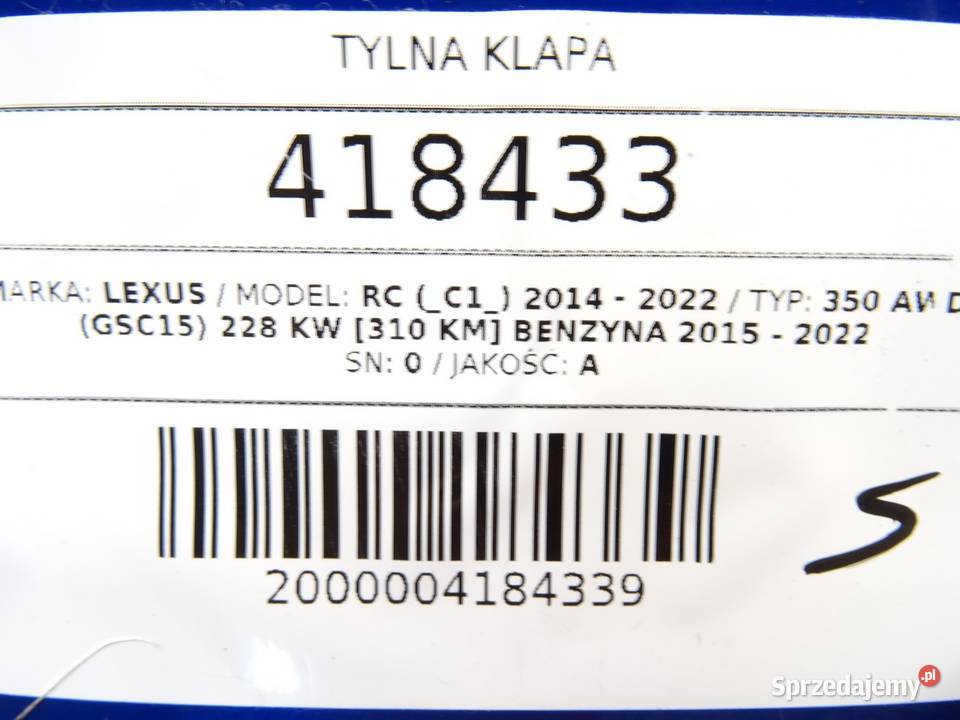 TYLNA KLAPA
418433
MARKA: LEXUS / MODEL: RC (_C1_) 2014 - 2022 / TYP: 350 AWD
(GSC15) 228 KW [310 KM] BENZYNA 2015 - 2022
SN: 0 / JAKOŚĆ: A
2000004184339
S
Sprzedajemy.pl